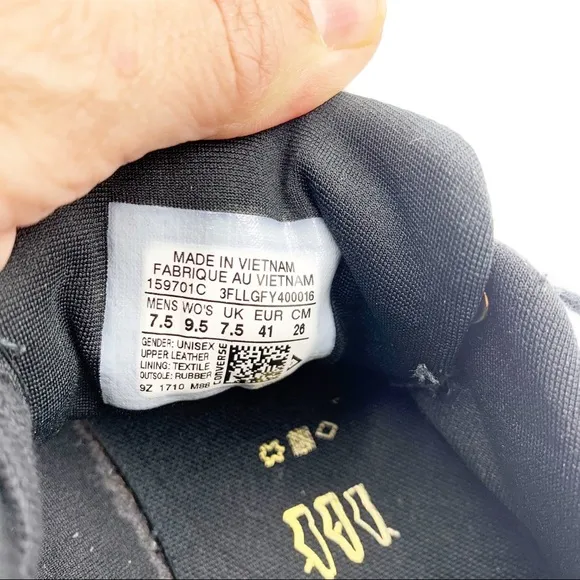 MADE IN VIETNAM
FABRIQUE AU VIETNAM
159701C 3FLLGFY400016
MENS WO'S UK EUR CM
7.5 9.5 7.5 41 26
GENDER: UNISEX
UPPER LEATHER
LINING: TEXTILE
OUTSOLE: RUBBER
CONVERSE
9Z 1710 M88